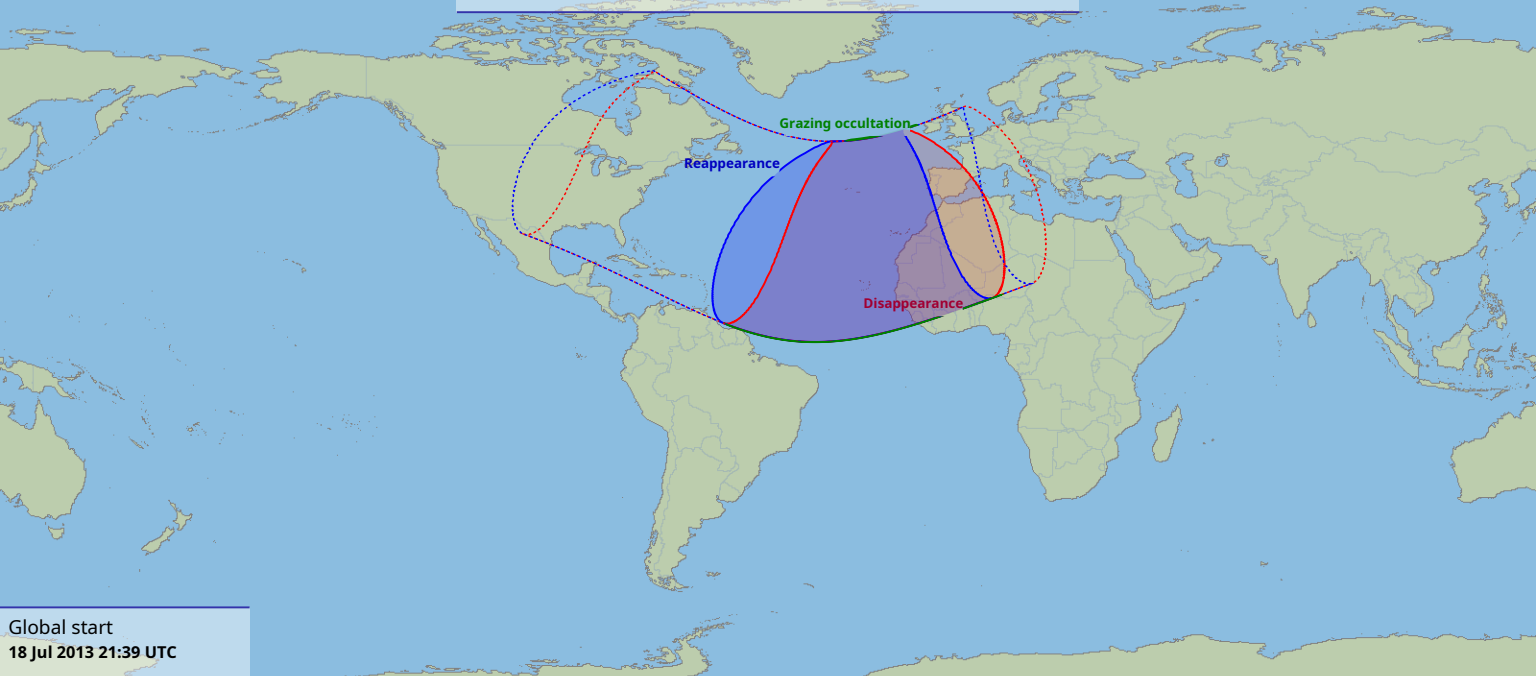 Grazing occultation
Reappearance
Disappearance
Global start
18 Jul 2013 21:39 UTC